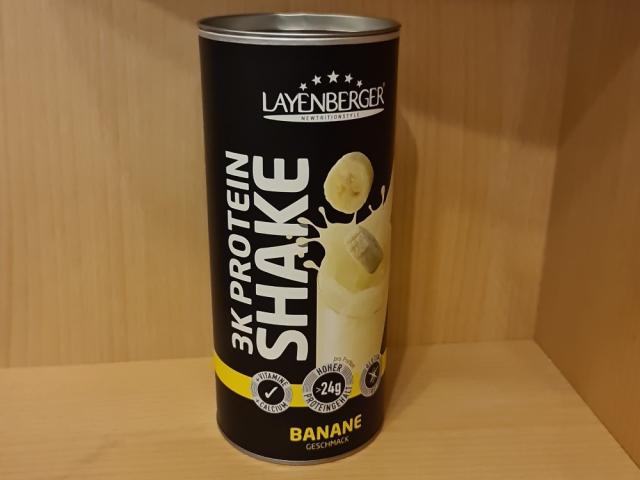 LAYENBERGER
NEWTRITIONSTYLE
3K PROTEIN
SHAKE
+VITAMINE
+CALCIUM
pro Portion
HOHER
>24g
PROTEINGEHALT
BANANE
GESCHMACK